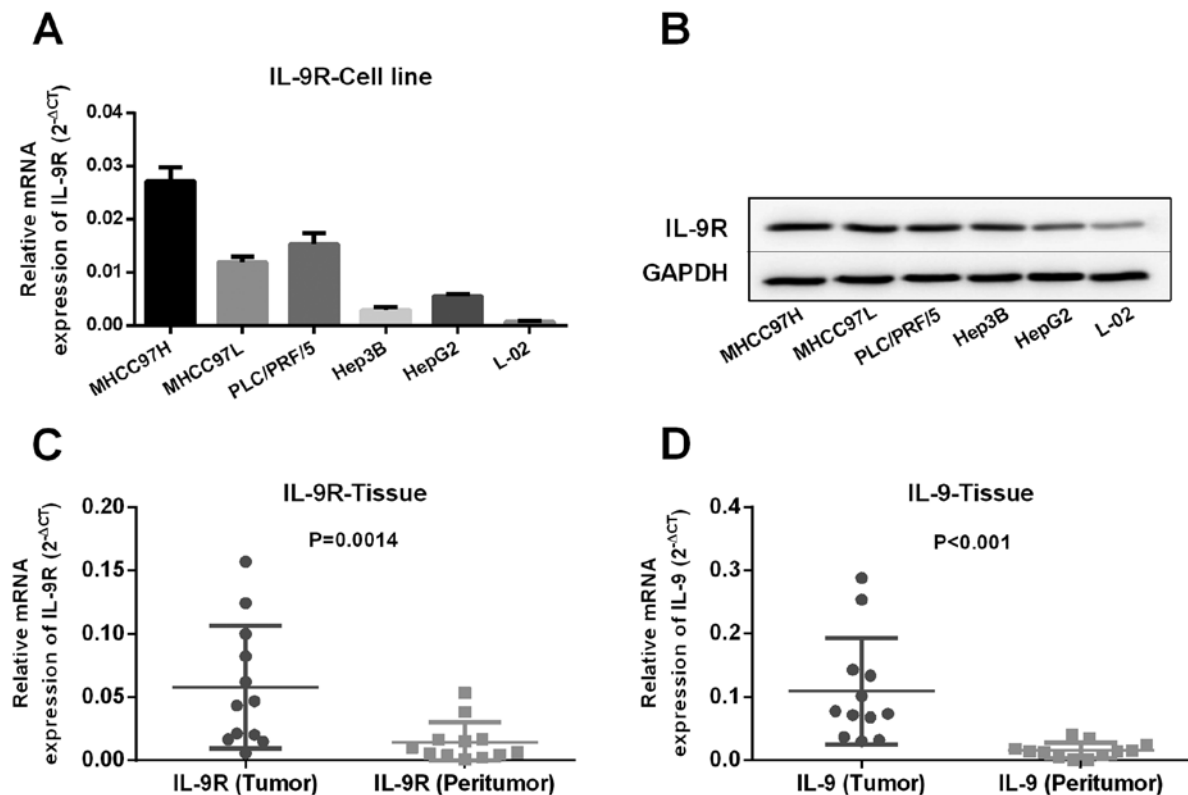 A
IL-9R-Cell line
Relative mRNA
expression of IL-9R (2-ΔCT)
0.04
0.03
0.02
0.01
0.00
MHCC97H
MHCC97L
PLC/PRF/5
Hep3B
HepG2
L-02
B
IL-9R
GAPDH
MHCC97H
MHCC97L
PLC/PRF/5
Hep3B
HepG2
L-02
C
IL-9R-Tissue
P=0.0014
Relative mRNA
expression of IL-9R (2-ΔCT)
0.20
0.15
0.10
0.05
0.00
IL-9R (Tumor)
IL-9R (Peritumor)
D
IL-9-Tissue
P<0.001
Relative mRNA
expression of IL-9 (2-ΔCT)
0.4
0.3
0.2
0.1
0.0
IL-9 (Tumor)
IL-9 (Peritumor)